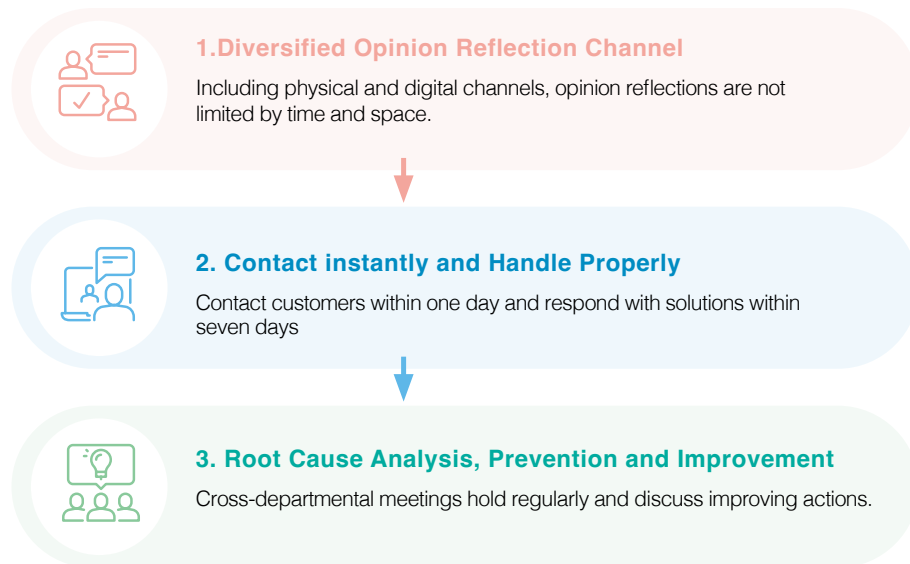 1.Diversified Opinion Reflection Channel
Including physical and digital channels, opinion reflections are not
limited by time and space.
2. Contact instantly and Handle Properly
Contact customers within one day and respond with solutions within
seven days
3. Root Cause Analysis, Prevention and Improvement
Cross-departmental meetings hold regularly and discuss improving actions.